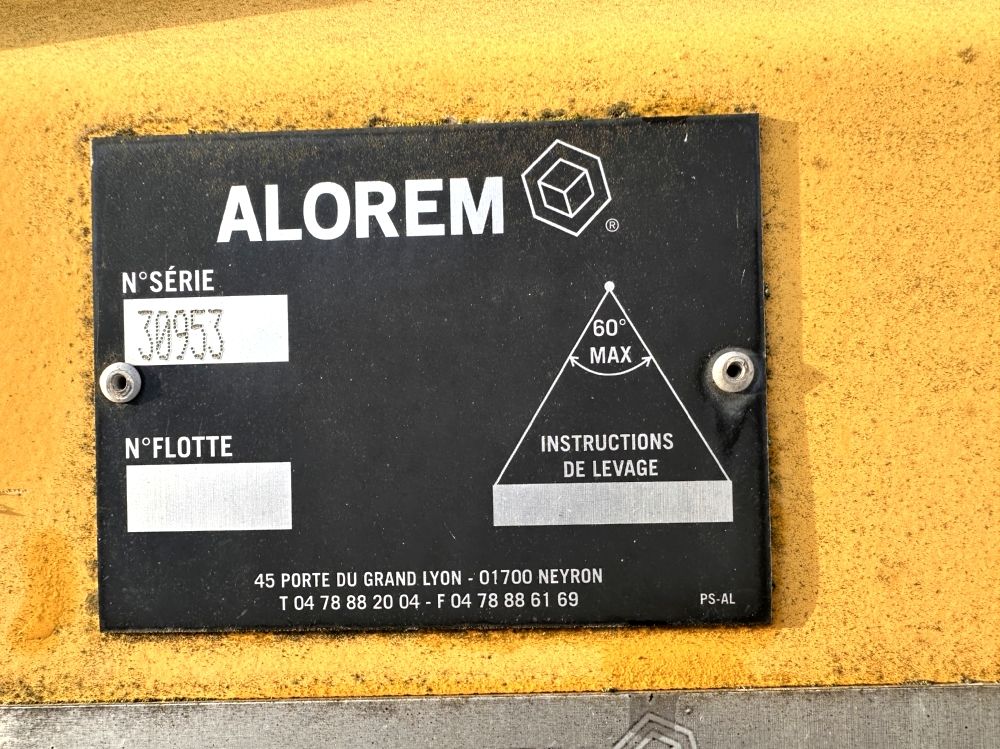 ALOREM
®
N°SÉRIE
30953
60°
MAX
N°FLOTTE
INSTRUCTIONS
DE LEVAGE
45 PORTE DU GRAND LYON - 01700 NEYRON
T 04 78 88 20 04 - F 04 78 88 61 69
PS-AL